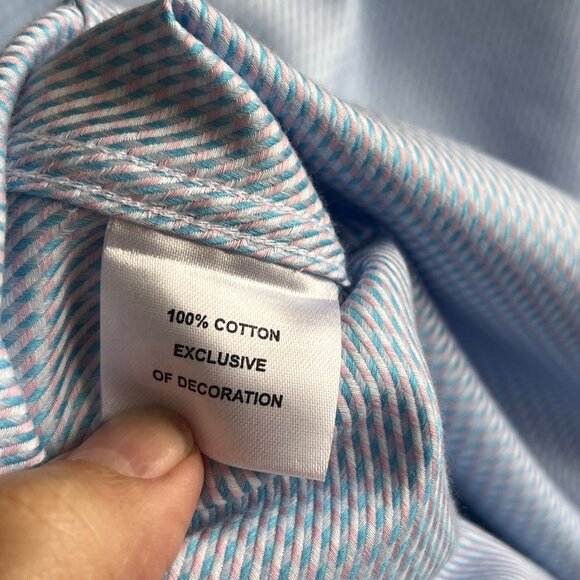 100% COTTON
EXCLUSIVE
OF DECORATION